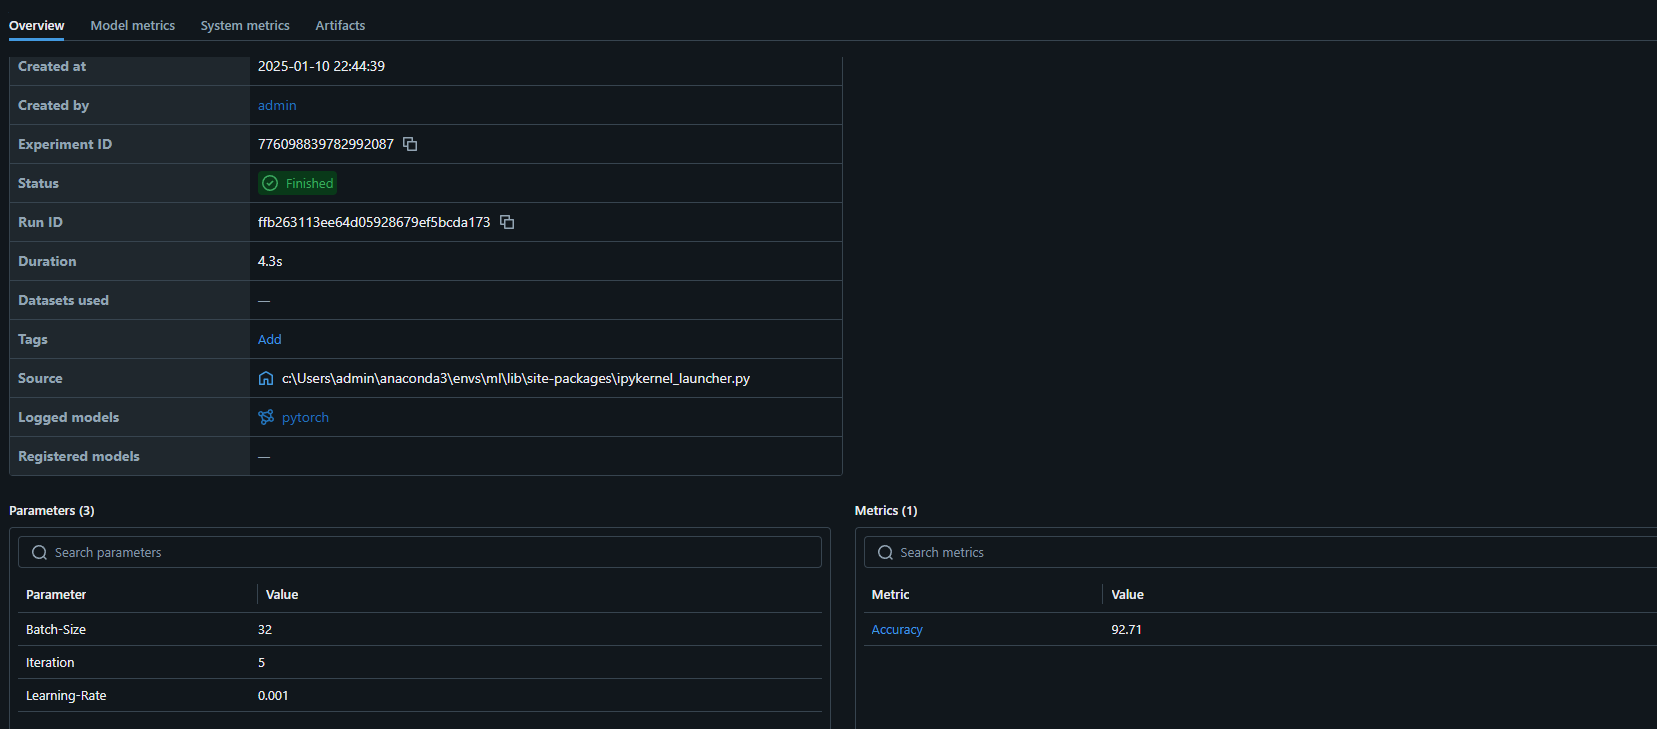 Overview Model metrics System metrics Artifacts
Created at 2025-01-10 22:44:39
Created by admin
Experiment ID 776098839782992087
Status Finished
Run ID ffb263113ee64d05928679ef5bcda173
Duration 4.3s
Datasets used —
Tags Add
Source c:\Users\admin\anaconda3\envs\ml\lib\site-packages\ipykernel_launcher.py
Logged models pytorch
Registered models —
Parameters (3)
Search parameters
Parameter Value
Batch-Size 32
Iteration 5
Learning-Rate 0.001
Metrics (1)
Search metrics
Metric Value
Accuracy 92.71